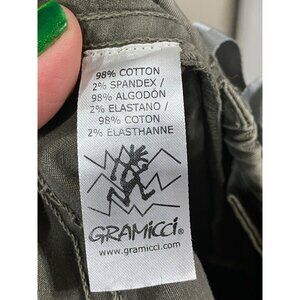 98% COTTON
2% SPANDEX /
98% ALGODÓN
2% ELASTANO /
98% COTON
2% ELASTHANNE
GRAMICCI®
www.gramicci.com